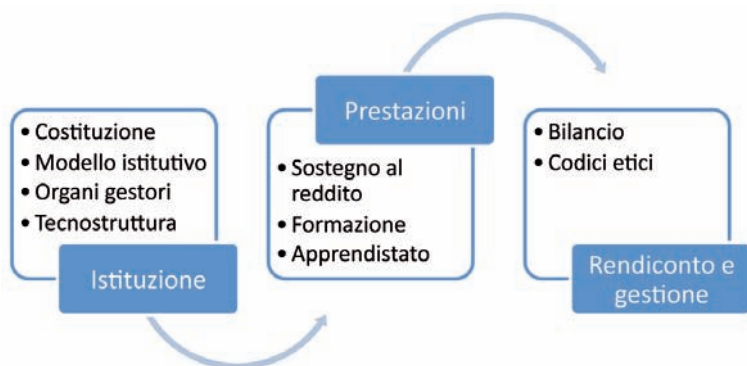 • Costituzione
• Modello istitutivo
• Organi gestori
• Tecnostruttura
Istituzione
Prestazioni
• Sostegno al
reddito
• Formazione
• Apprendistato
• Bilancio
• Codici etici
Rendiconto e
gestione